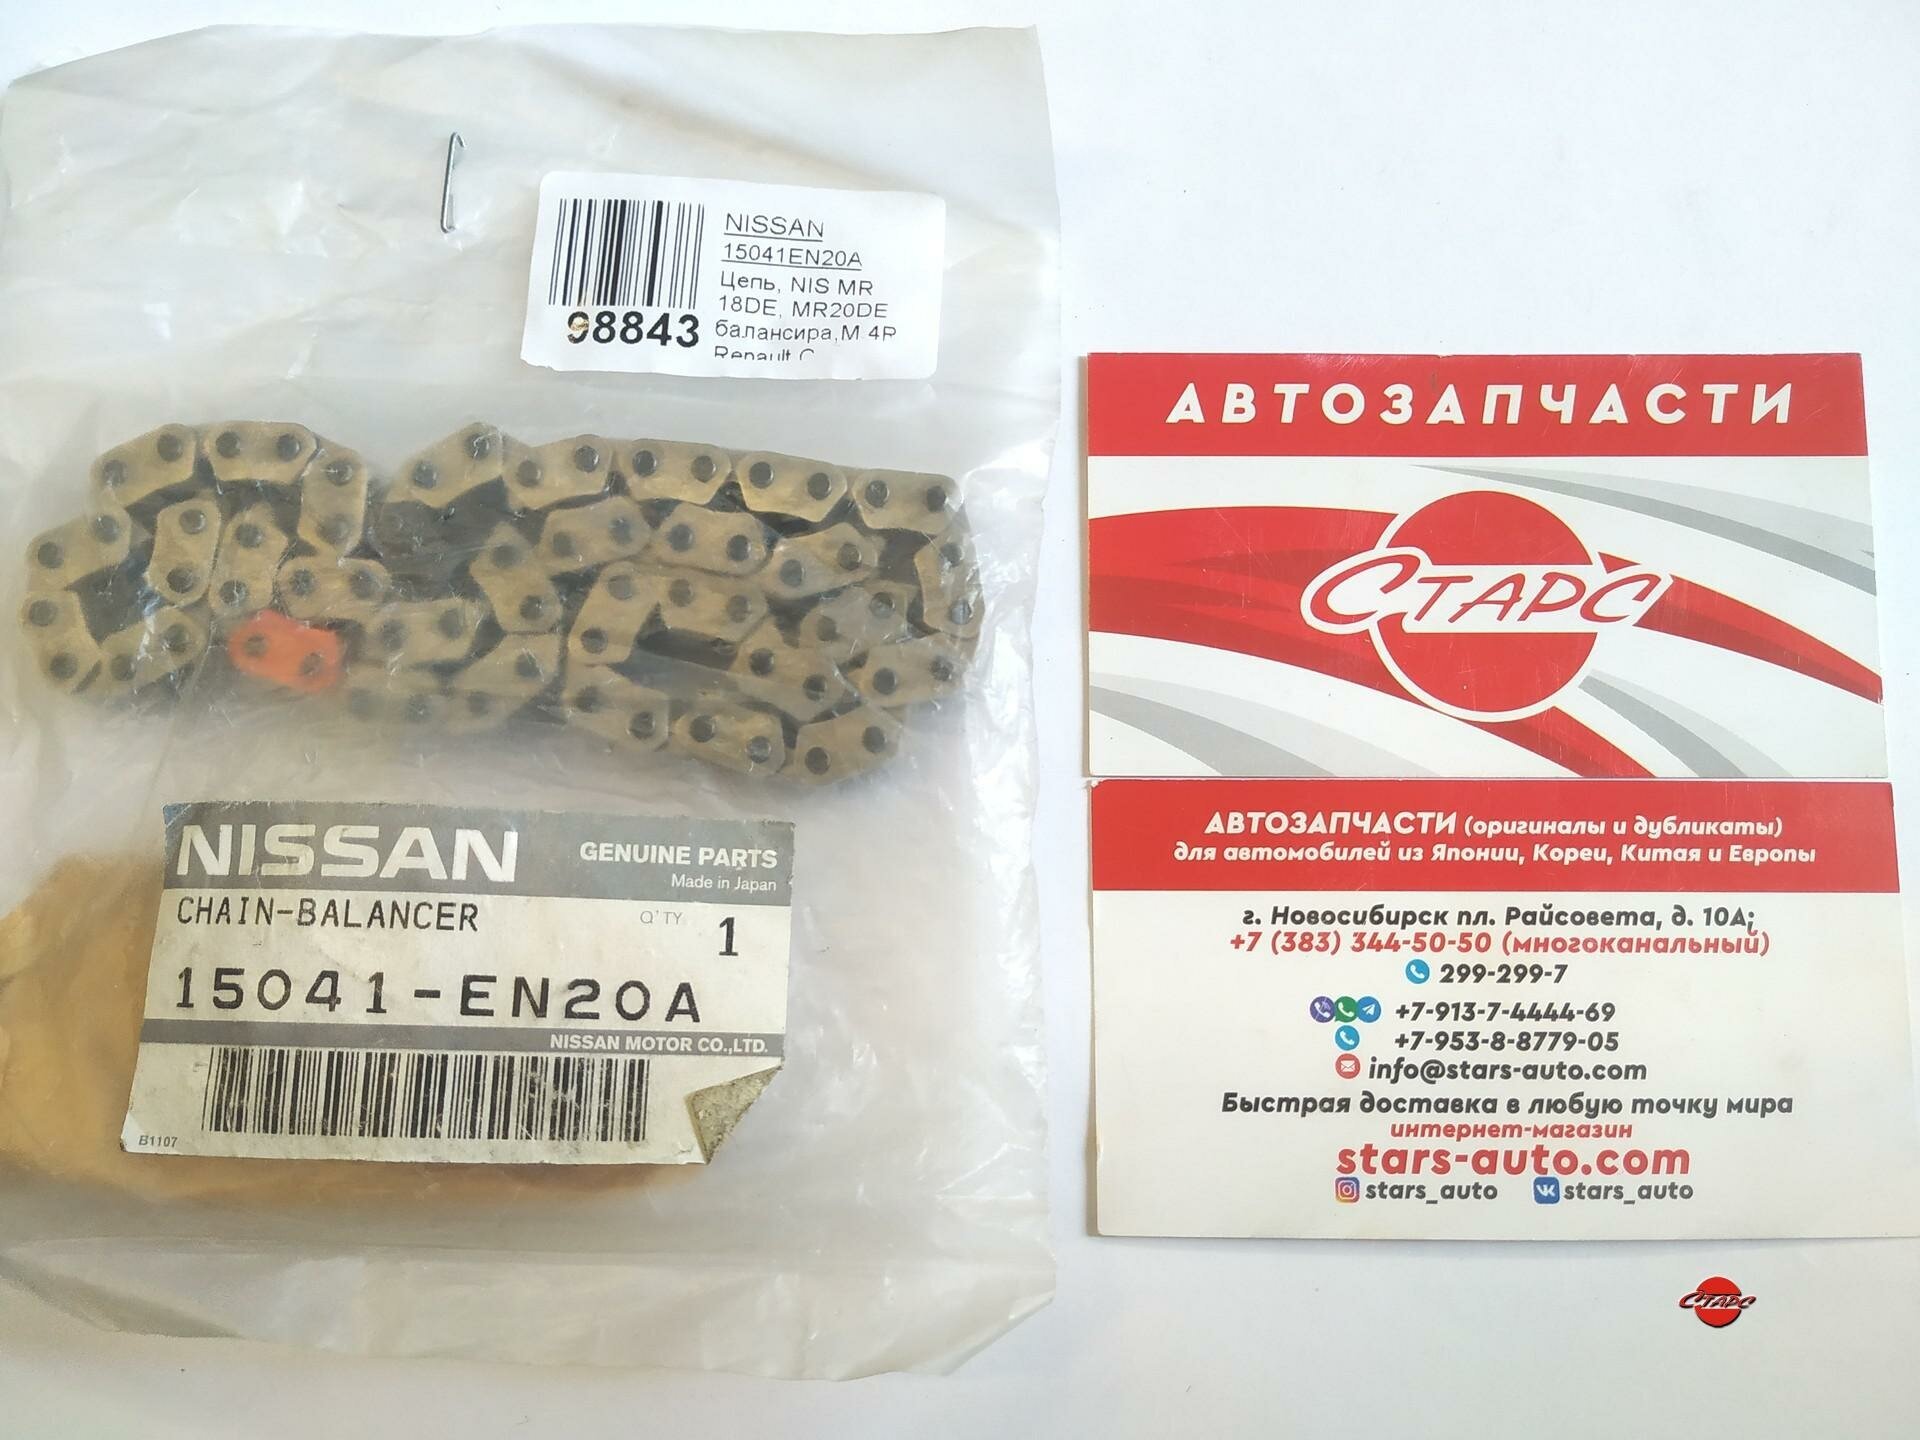 NISSAN
15041EN20A
Цепь, NIS MR
18DE, MR20DE
балансира,M 4R
Renault C
98843
NISSAN
GENUINE PARTS
Made in Japan
CHAIN-BALANCER
Q'TY 1
15041-EN20A
NISSAN MOTOR CO.,LTD.
B1107
АВТОЗАПЧАСТИ
СТАРС
АВТОЗАПЧАСТИ (оригиналы и дубликаты)
для автомобилей из Японии, Кореи, Китая и Европы
г. Новосибирск пл. Райсовета, д. 10А;
+7 (383) 344-50-50 (многоканальный)
299-299-7
+7-913-7-4444-69
+7-953-8-8779-05
info@stars-auto.com
Быстрая доставка в любую точку мира
интернет-магазин
stars-auto.com
stars_auto stars_auto
СТАРС